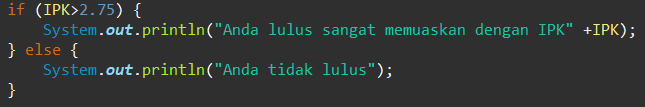 if (IPK>2.75) {
System.out.println("Anda lulus sangat memuaskan dengan IPK" +IPK);
} else {
System.out.println("Anda tidak lulus");
}